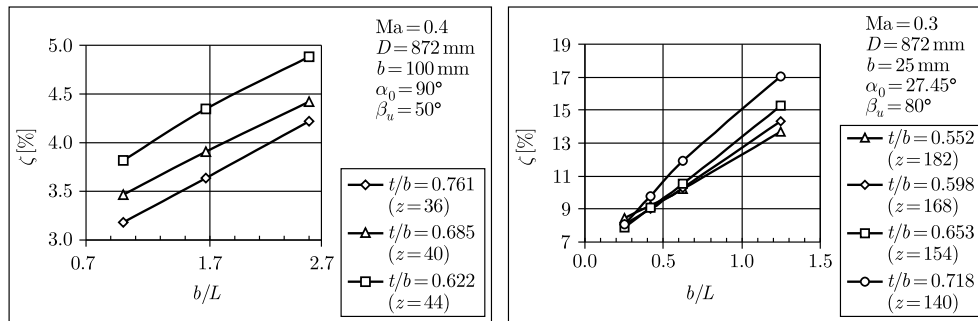 Ma = 0.4
D = 872 mm
b = 100 mm
α₀ = 90°
βᵤ = 50°
5.0
4.5
4.0
3.5
3.0
ζ [%]
0.7
1.7
2.7
b/L
t/b = 0.761
(z = 36)
t/b = 0.685
(z = 40)
t/b = 0.622
(z = 44)
Ma = 0.3
D = 872 mm
b = 25 mm
α₀ = 27.45°
βᵤ = 80°
19
17
15
13
11
9
7
ζ [%]
0.0
0.5
1.0
1.5
b/L
t/b = 0.552
(z = 182)
t/b = 0.598
(z = 168)
t/b = 0.653
(z = 154)
t/b = 0.718
(z = 140)